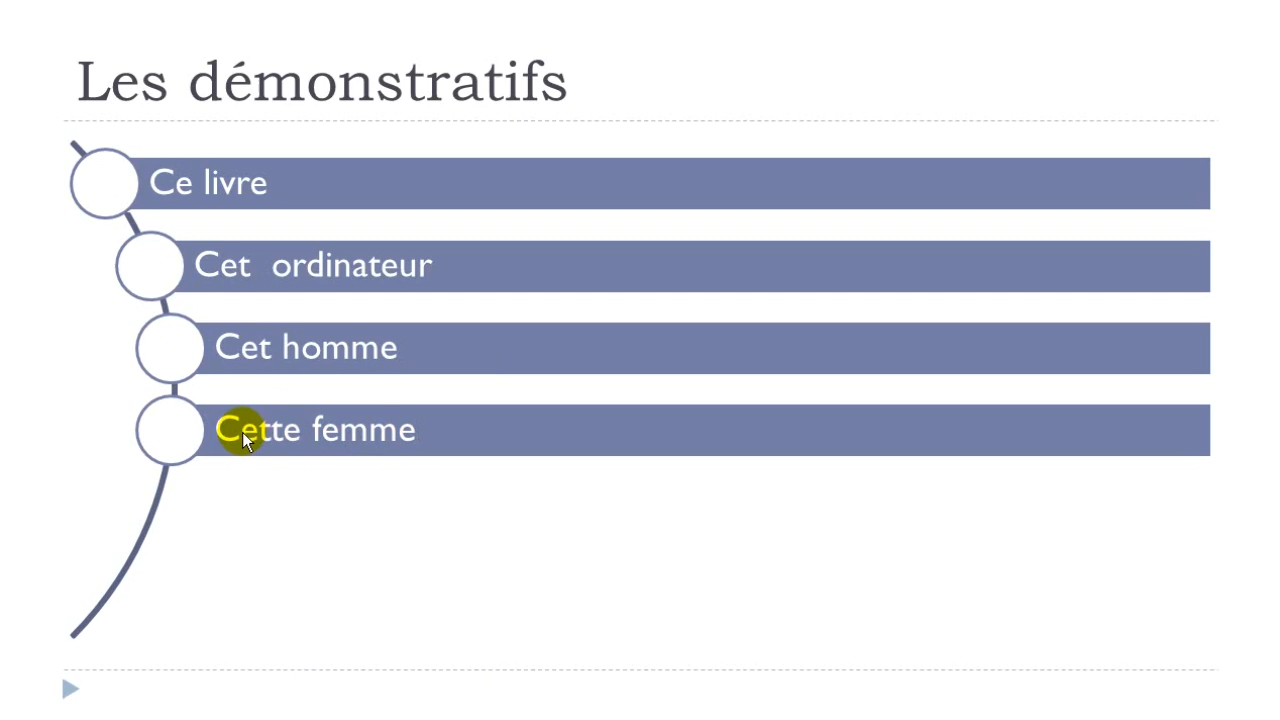 Les démonstratifs
Ce livre
Cet ordinateur
Cet homme
Cette femme